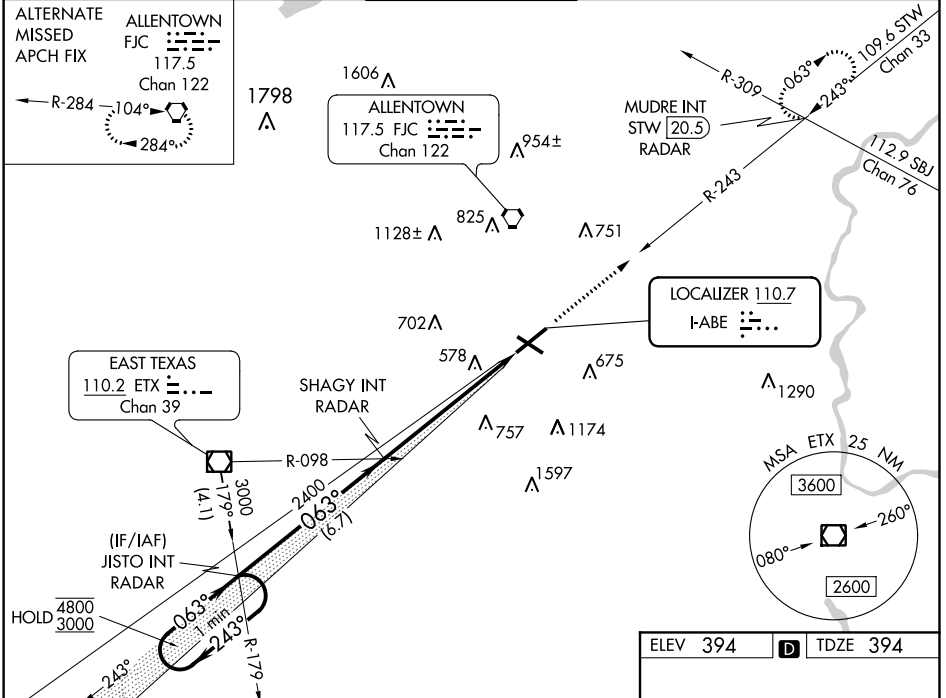 ALTERNATE
MISSED
APCH FIX
ALLENTOWN
FJC
117.5
Chan 122
R-284
104°
284°
1798
1606
ALLENTOWN
117.5 FJC
Chan 122
954±
825
1128±
751
702
578
675
757
1174
1597
1290
MUDRE INT
STW 20.5
RADAR
R-309
063°
243°
109.6 STW
Chan 33
112.9 SBJ
Chan 76
R-243
LOCALIZER 110.7
I-ABE
EAST TEXAS
110.2 ETX
Chan 39
SHAGY INT
RADAR
R-098
3000
179°
(4.1)
2400
063°
(6.7)
(IF/IAF)
JISTO INT
RADAR
HOLD 4800
3000
063°
1 min
243°
243°
R-179
MSA ETX 25 NM
3600
260°
080°
2600
ELEV 394 D TDZE 394